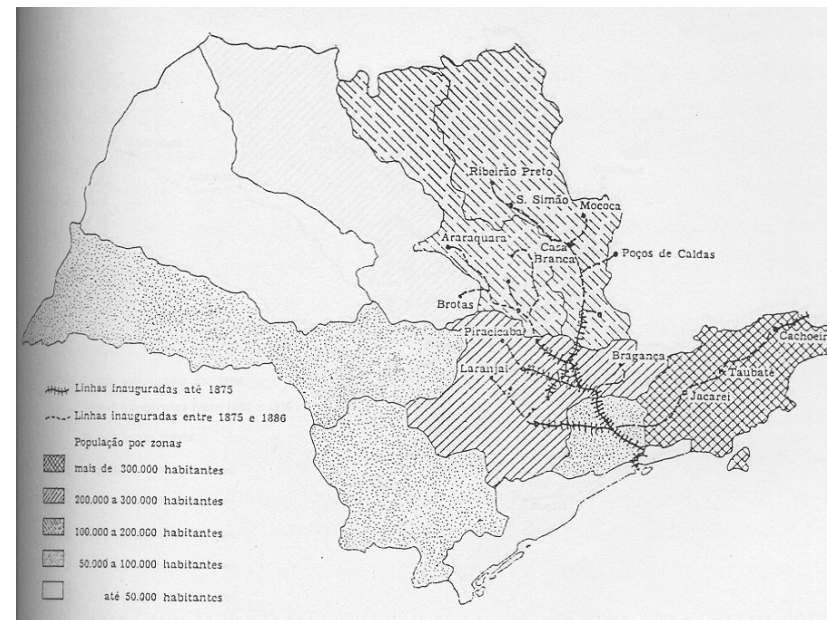 Ribeirão Preto
S. Simão
Mococa
Araraquara
Casa
Branca
Poços de Caldas
Brotas
Piracicaba
Cachoeir
Bragança
Laranjal
Taubaté
Jacareí
Linhas inauguradas até 1875
Linhas inauguradas entre 1875 e 1886
População por zonas
mais de 300.000 habitantes
200.000 a 300.000 habitantes
100.000 a 200.000 habitantes
50.000 a 100.000 habitantes
até 50.000 habitantes